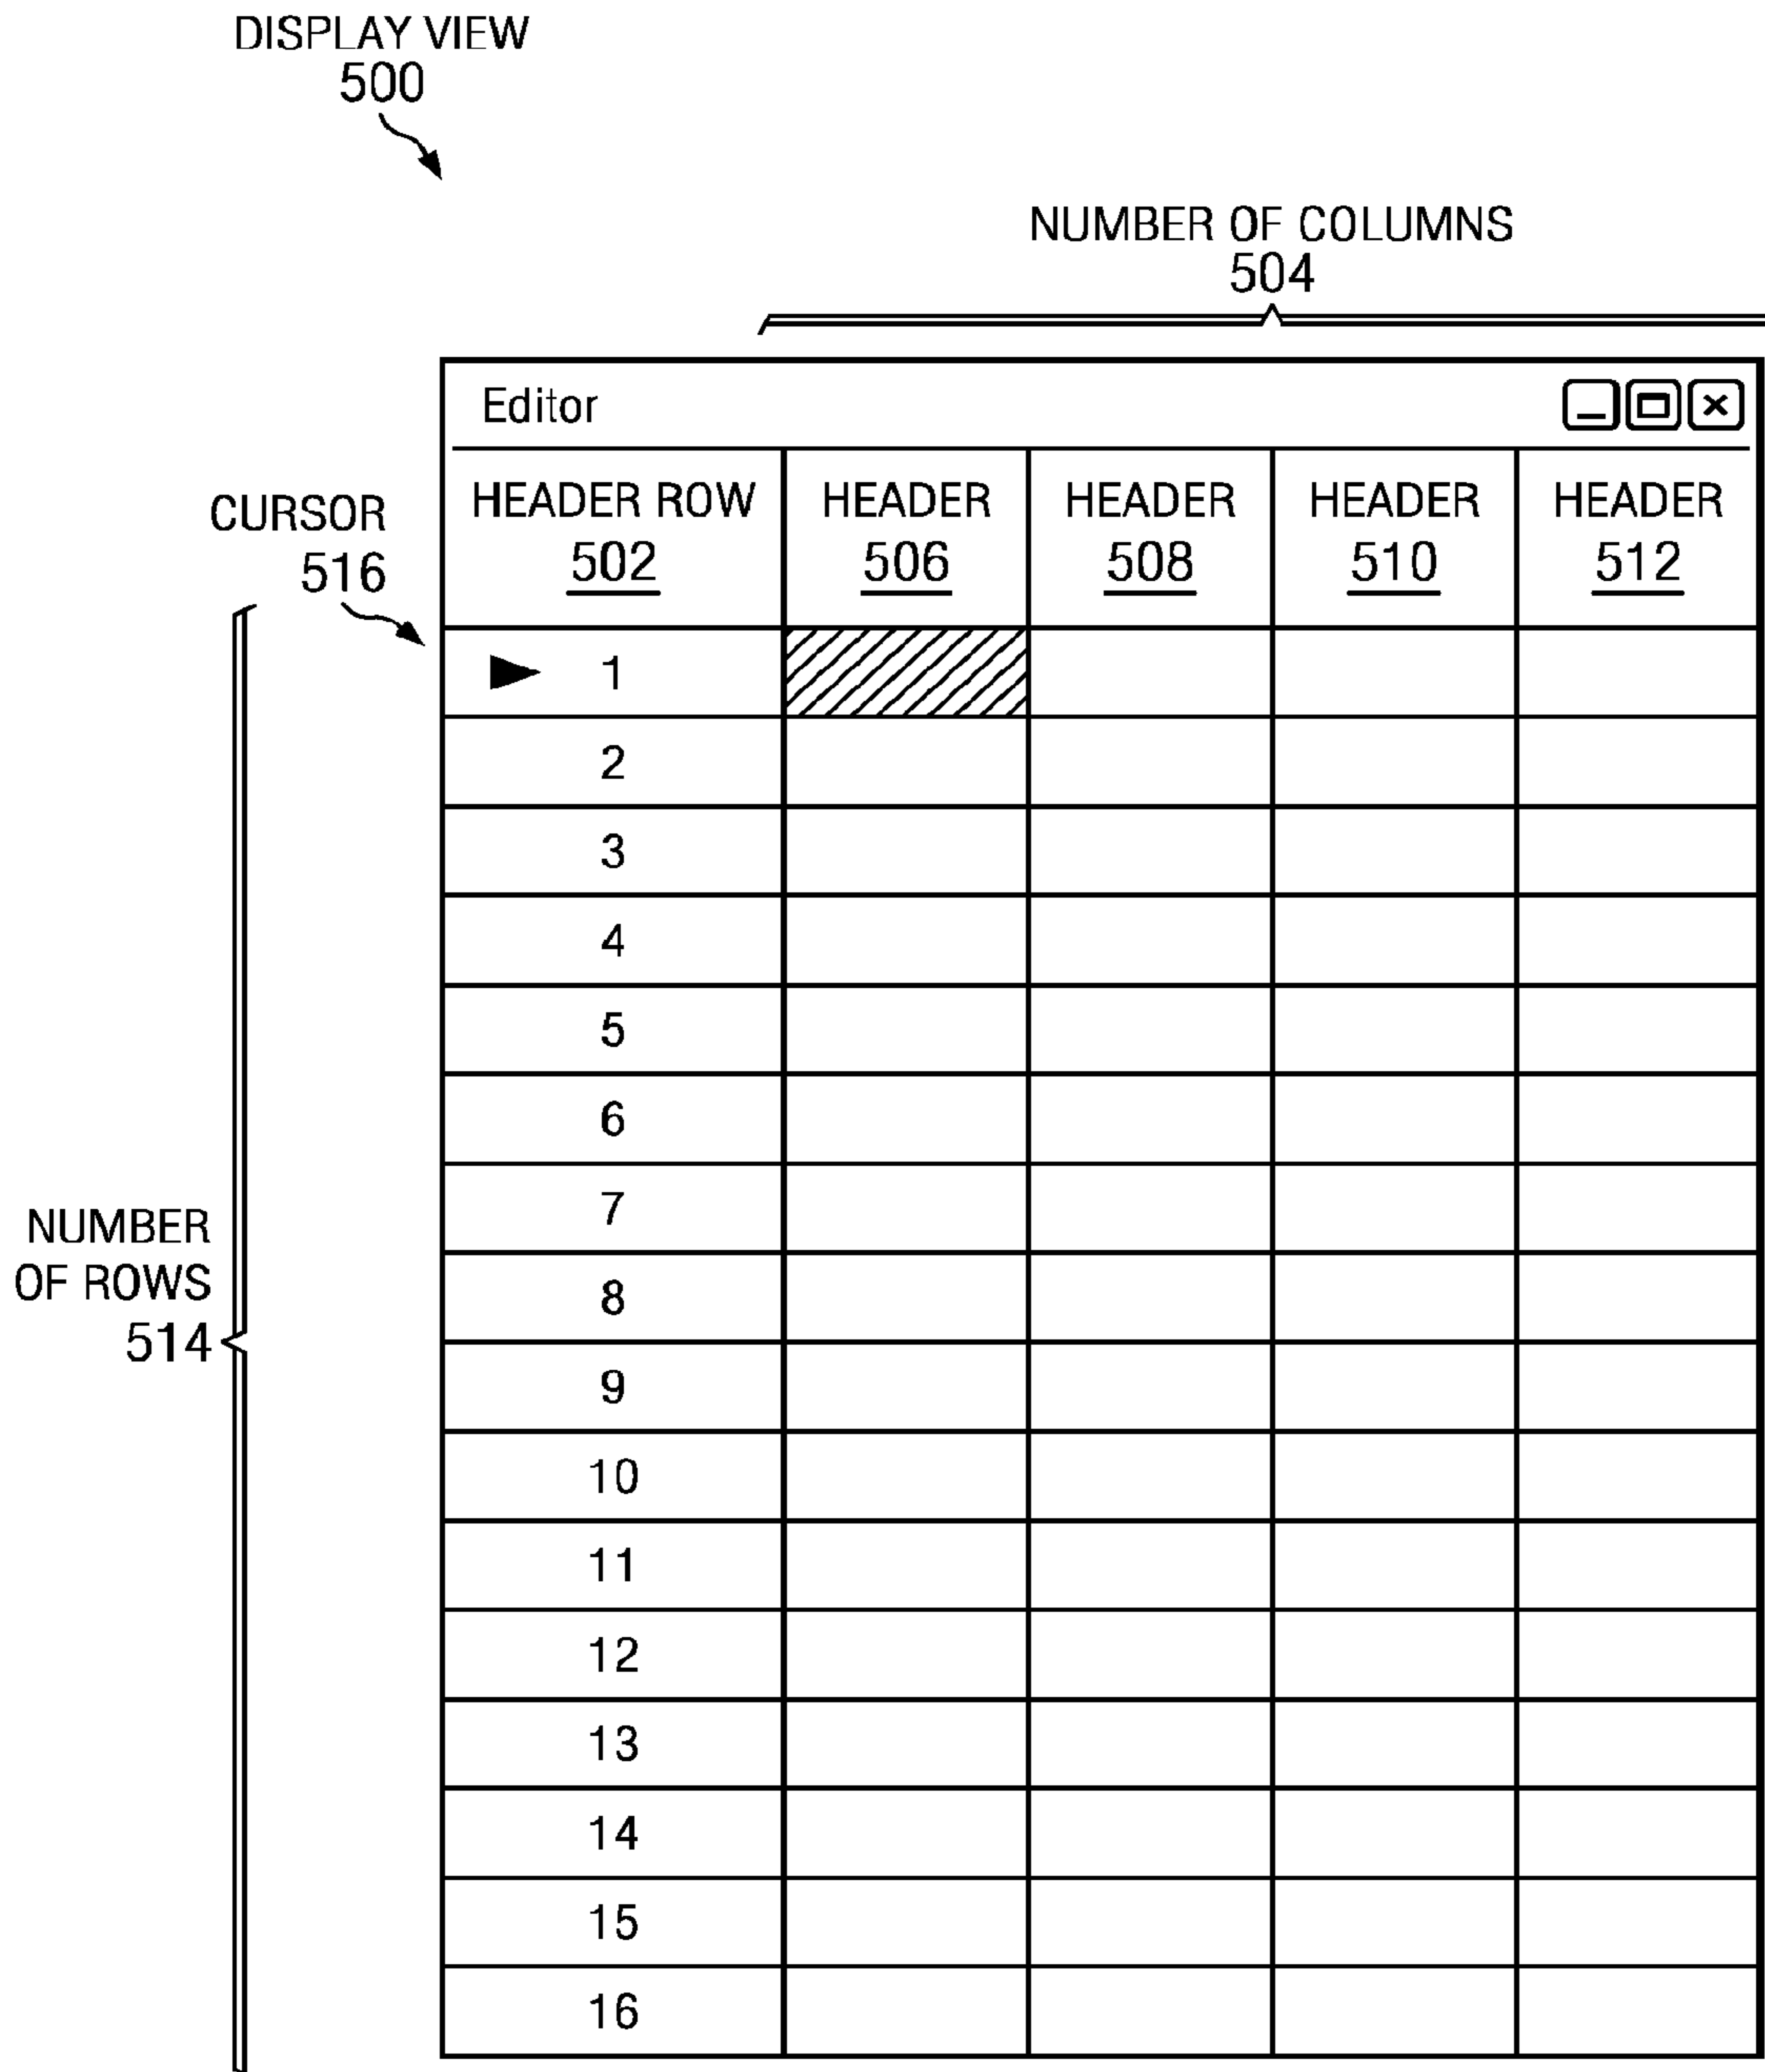 DISPLAY VIEW
500
NUMBER OF COLUMNS
504
Editor
CURSOR
516
HEADER ROW HEADER HEADER HEADER HEADER
502 506 508 510 512
1
2
3
4
5
6
7
8
9
10
11
12
13
14
15
16
NUMBER
OF ROWS
514